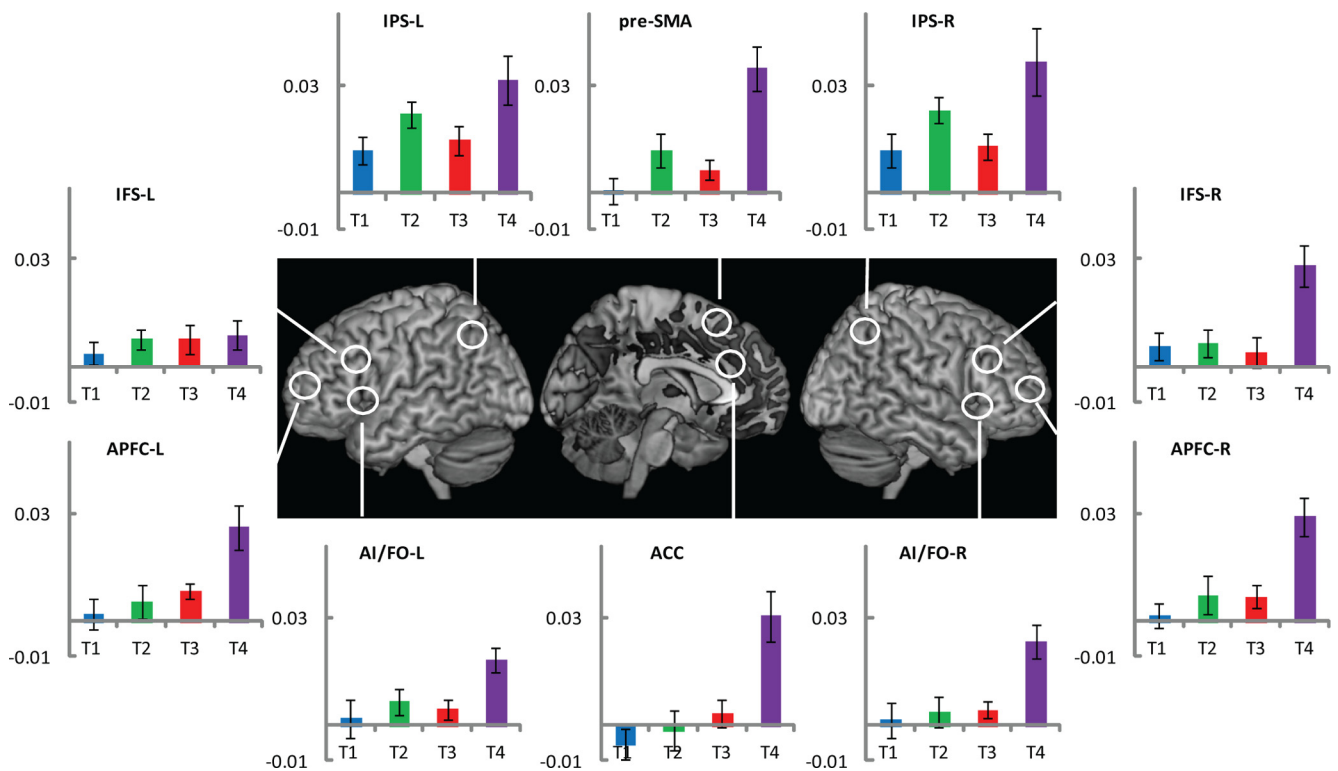 IPS-L
0.03
-0.01
T1 T2 T3 T4
pre-SMA
0.03
-0.01
T1 T2 T3 T4
IPS-R
0.03
-0.01
T1 T2 T3 T4
IFS-L
0.03
-0.01
T1 T2 T3 T4
IFS-R
0.03
-0.01
T1 T2 T3 T4
APFC-L
0.03
-0.01
T1 T2 T3 T4
APFC-R
0.03
-0.01
T1 T2 T3 T4
AI/FO-L
0.03
-0.01
T1 T2 T3 T4
ACC
0.03
-0.01
T1 T2 T3 T4
AI/FO-R
0.03
-0.01
T1 T2 T3 T4